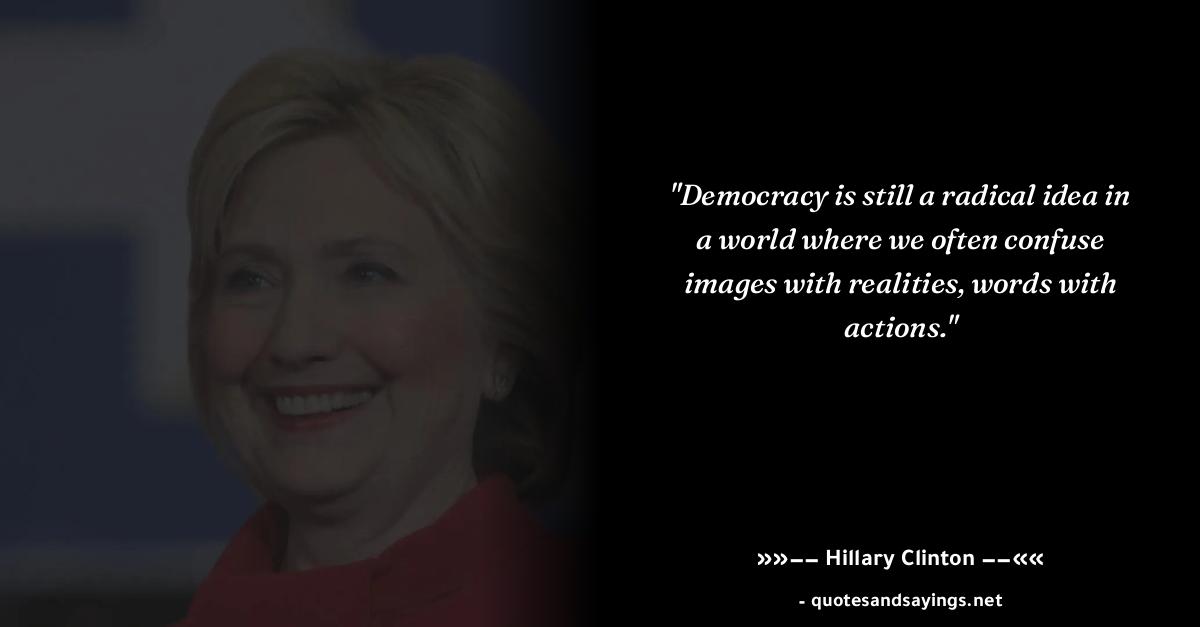 "Democracy is still a radical idea in
a world where we often confuse
images with realities, words with
actions."
»»−− Hillary Clinton −−««
- quotesandsayings.net